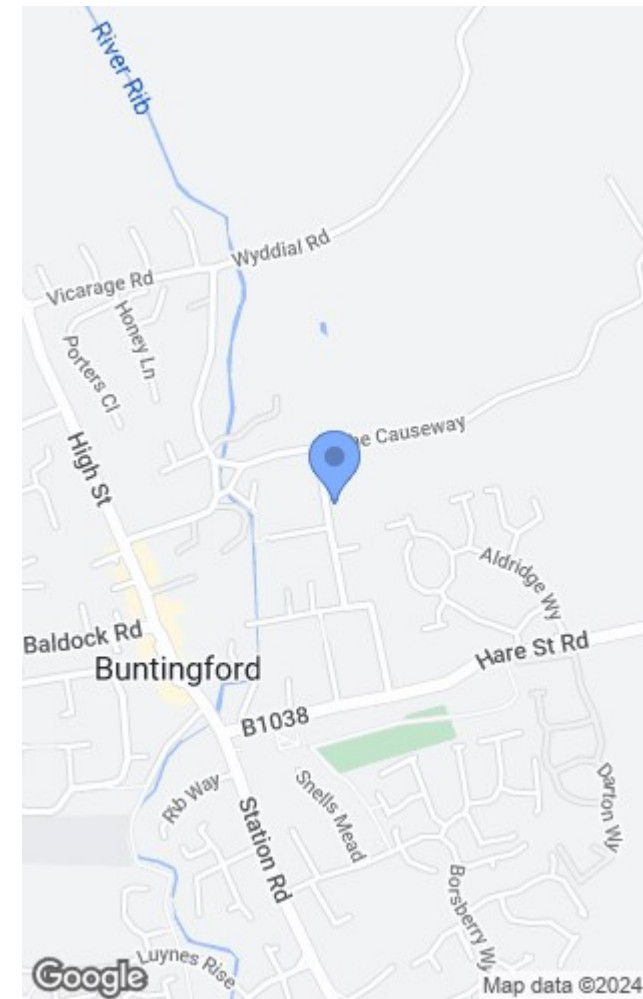 River Rib
Wyddial Rd
Vicarage Rd
Honey Ln
Porters Cl
High St
he Causeway
Aldridge Wy
Baldock Rd
Hare St Rd
Buntingford
B1038
Rib Way
Snells Mead
Darton Wy
Station Rd
Borsberry Wy
Luynes Rise
Google
Map data ©2024